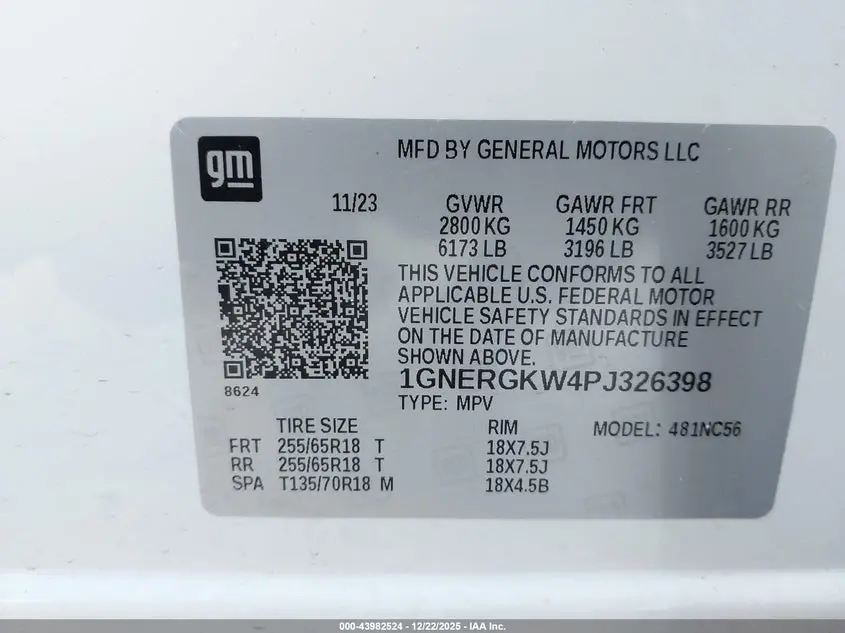 gm
MFD BY GENERAL MOTORS LLC
11/23 GVWR GAWR FRT GAWR RR
2800 KG 1450 KG 1600 KG
6173 LB 3196 LB 3527 LB
THIS VEHICLE CONFORMS TO ALL
APPLICABLE U.S. FEDERAL MOTOR
VEHICLE SAFETY STANDARDS IN EFFECT
ON THE DATE OF MANUFACTURE
SHOWN ABOVE.
8624
1GNERGKW4PJ326398
TYPE: MPV
TIRE SIZE RIM MODEL: 481NC56
FRT 255/65R18 T 18X7.5J
RR 255/65R18 T 18X7.5J
SPA T135/70R18 M 18X4.5B
000-43982524 - 12/22/2025 - IAA Inc.